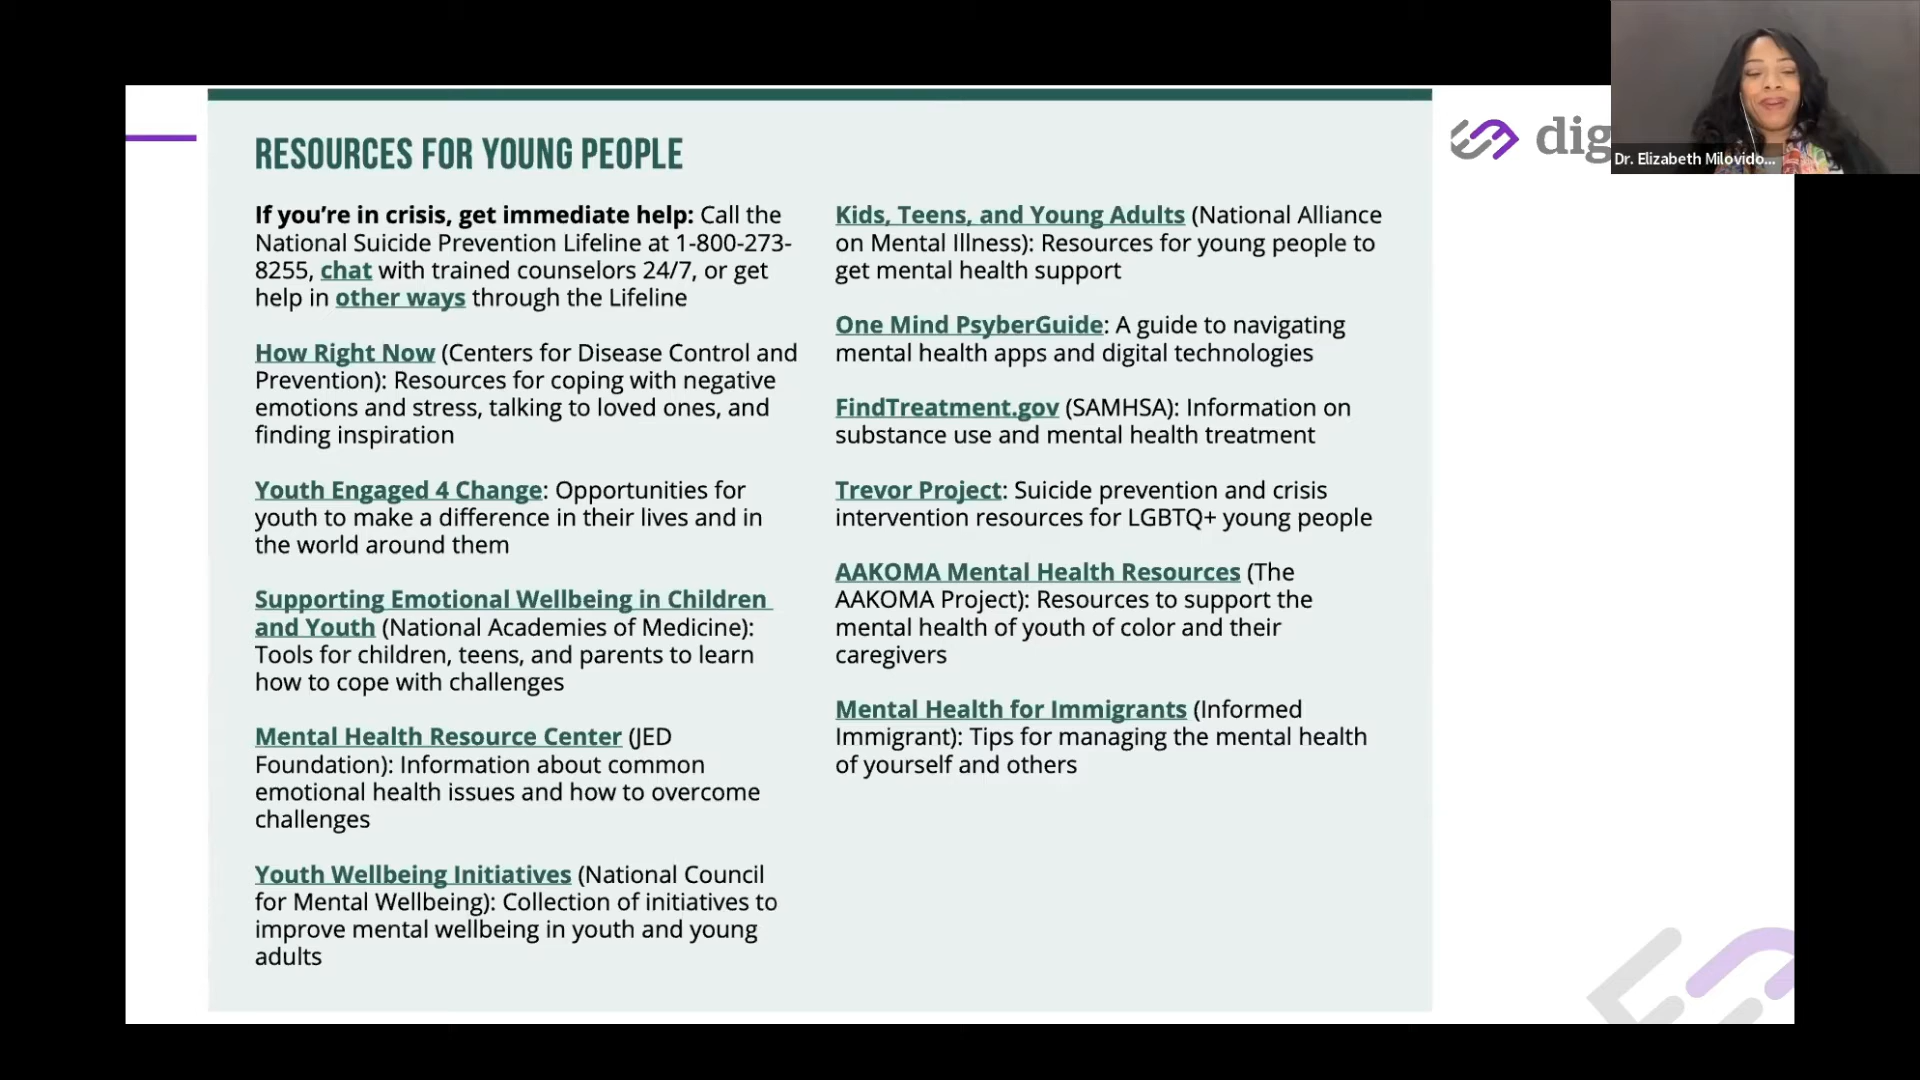 RESOURCES FOR YOUNG PEOPLE
If you’re in crisis, get immediate help: Call the
National Suicide Prevention Lifeline at 1-800-273-
8255, chat with trained counselors 24/7, or get
help in other ways through the Lifeline
How Right Now (Centers for Disease Control and
Prevention): Resources for coping with negative
emotions and stress, talking to loved ones, and
finding inspiration
Youth Engaged 4 Change: Opportunities for
youth to make a difference in their lives and in
the world around them
Supporting Emotional Wellbeing in Children
and Youth (National Academies of Medicine):
Tools for children, teens, and parents to learn
how to cope with challenges
Mental Health Resource Center (JED
Foundation): Information about common
emotional health issues and how to overcome
challenges
Youth Wellbeing Initiatives (National Council
for Mental Wellbeing): Collection of initiatives to
improve mental wellbeing in youth and young
adults
Kids, Teens, and Young Adults (National Alliance
on Mental Illness): Resources for young people to
get mental health support
One Mind PsyberGuide: A guide to navigating
mental health apps and digital technologies
FindTreatment.gov (SAMHSA): Information on
substance use and mental health treatment
Trevor Project: Suicide prevention and crisis
intervention resources for LGBTQ+ young people
AAKOMA Mental Health Resources (The
AAKOMA Project): Resources to support the
mental health of youth of color and their
caregivers
Mental Health for Immigrants (Informed
Immigrant): Tips for managing the mental health
of yourself and others
dig
Dr. Elizabeth Milovido...